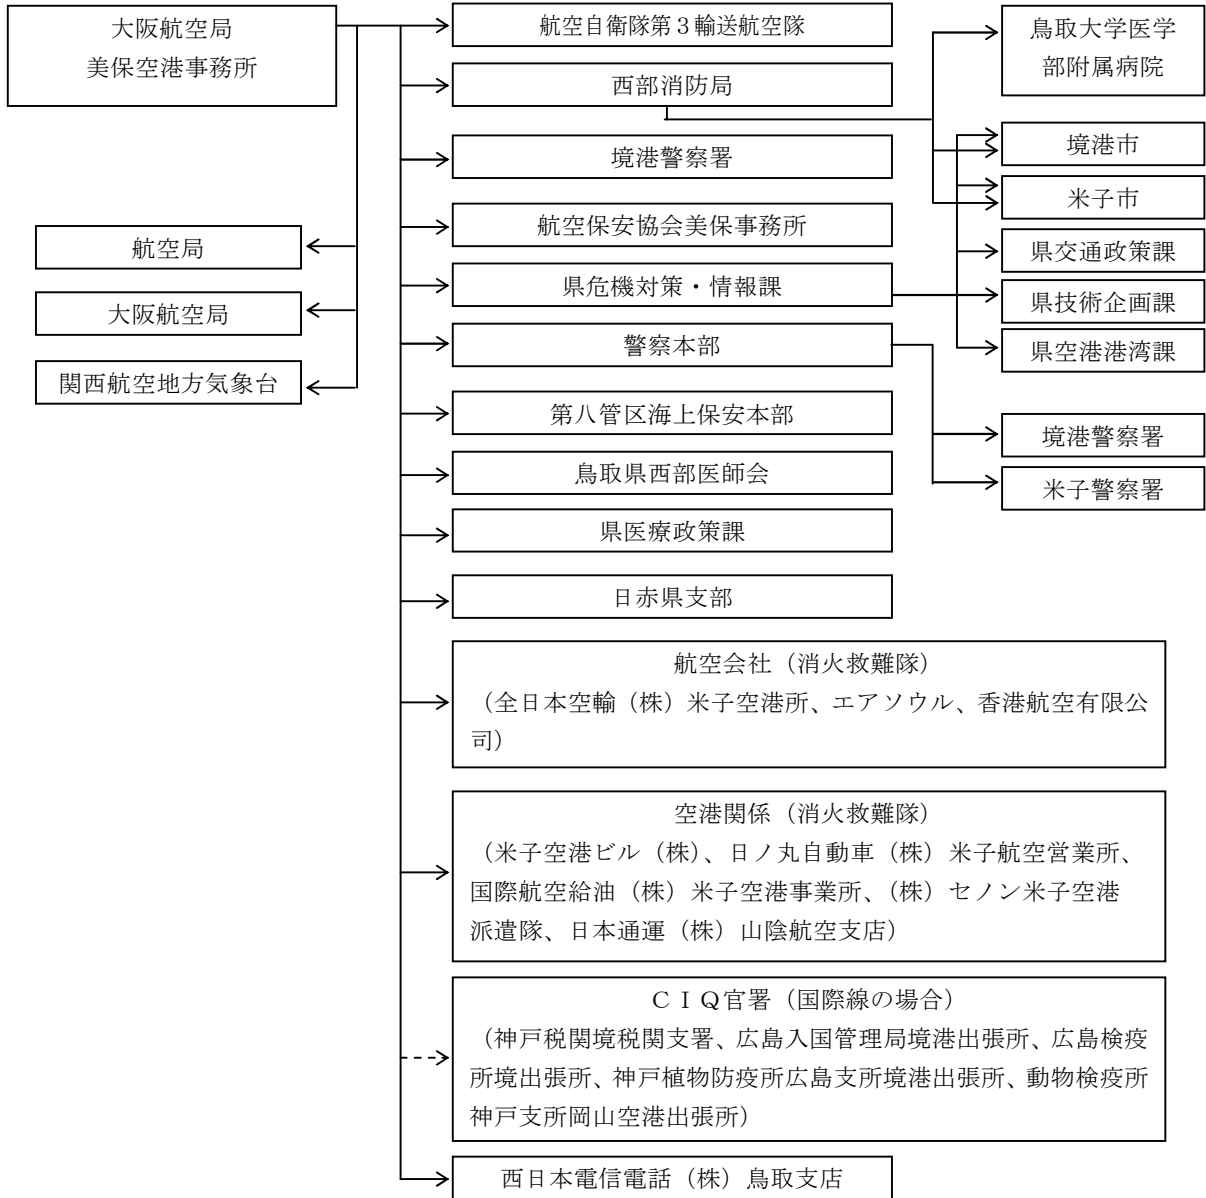 大阪航空局
美保空港事務所
航空局
大阪航空局
関西航空地方気象台
航空自衛隊第３輸送航空隊
西部消防局
境港警察署
航空保安協会美保事務所
県危機対策・情報課
警察本部
第八管区海上保安本部
鳥取県西部医師会
県医療政策課
日赤県支部
航空会社（消火救難隊）
（全日本空輸（株）米子空港所、エアソウル、香港航空有限公
司）
空港関係（消火救難隊）
（米子空港ビル（株）、日ノ丸自動車（株）米子航空営業所、
国際航空給油（株）米子空港事業所、（株）セノン米子空港
派遣隊、日本通運（株）山陰航空支店）
ＣＩＱ官署（国際線の場合）
（神戸税関境税関支署、広島入国管理局境港出張所、広島検疫
所境出張所、神戸植物防疫所広島支所境港出張所、動物検疫所
神戸支所岡山空港出張所）
西日本電信電話（株）鳥取支店
鳥取大学医学
部附属病院
境港市
米子市
県交通政策課
県技術企画課
県空港港湾課
境港警察署
米子警察署